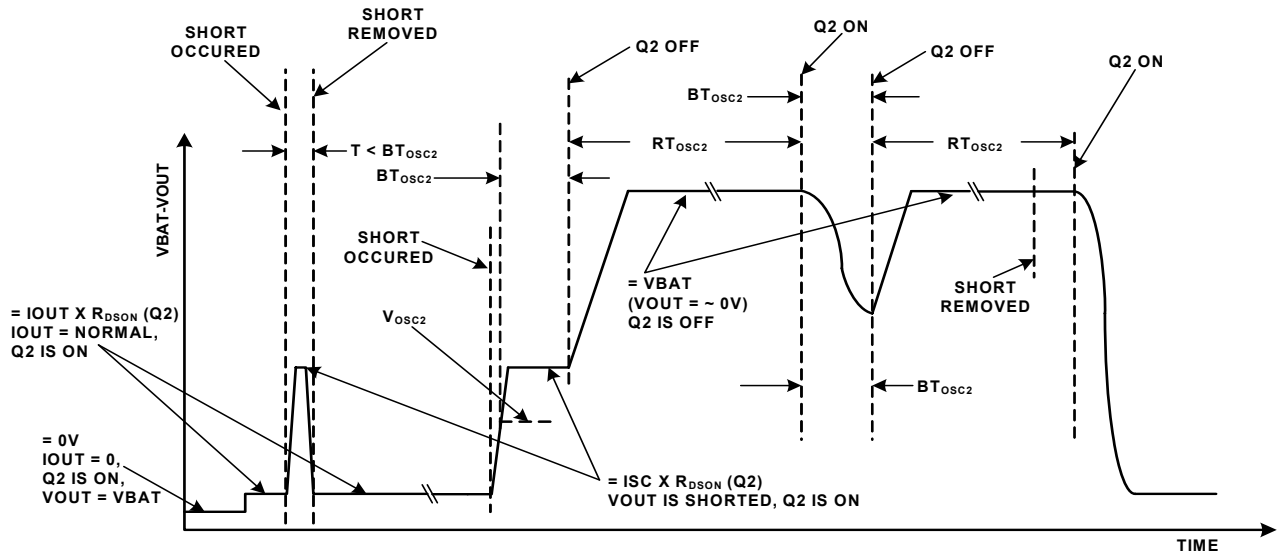 SHORT
OCCURED
SHORT
REMOVED
Q2 OFF
Q2 ON
Q2 OFF
Q2 ON
BTOSC2
T < BTOSC2
RTOSC2
RTOSC2
BTOSC2
VBAT-VOUT
SHORT
OCCURED
= VBAT
(VOUT = ~ 0V)
Q2 IS OFF
SHORT
REMOVED
= IOUT X RDSON (Q2)
IOUT = NORMAL,
Q2 IS ON
VOSC2
BTOSC2
= 0V
IOUT = 0,
Q2 IS ON,
VOUT = VBAT
= ISC X RDSON (Q2)
VOUT IS SHORTED, Q2 IS ON
TIME